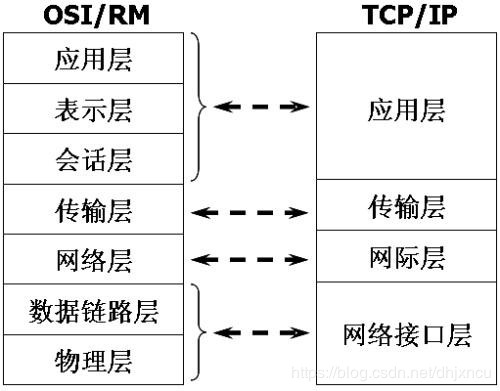 OSI/RM
TCP/IP
应用层
表示层
会话层
传输层
网络层
数据链路层
物理层
应用层
传输层
网际层
网络接口层
https://blog.csdn.net/dhjxncu